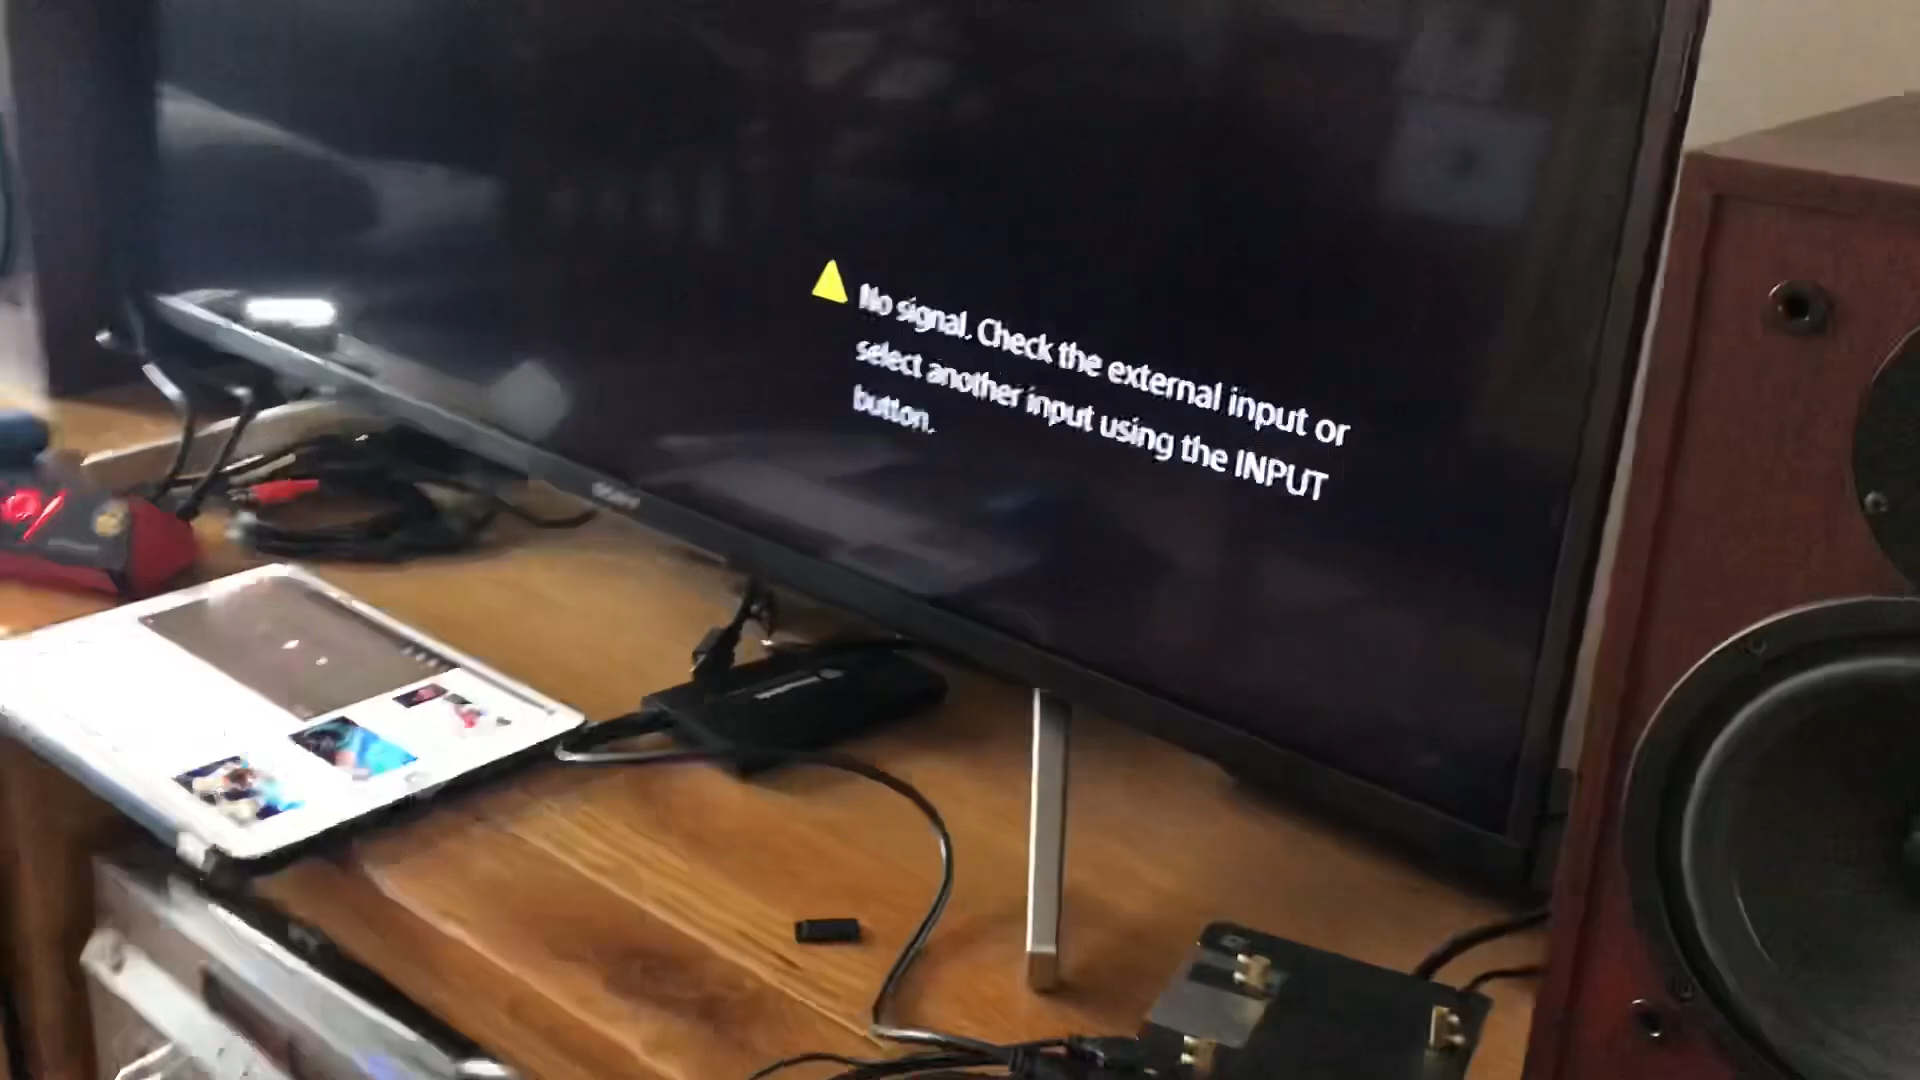 No signal. Check the external input or
select another input using the INPUT
button.